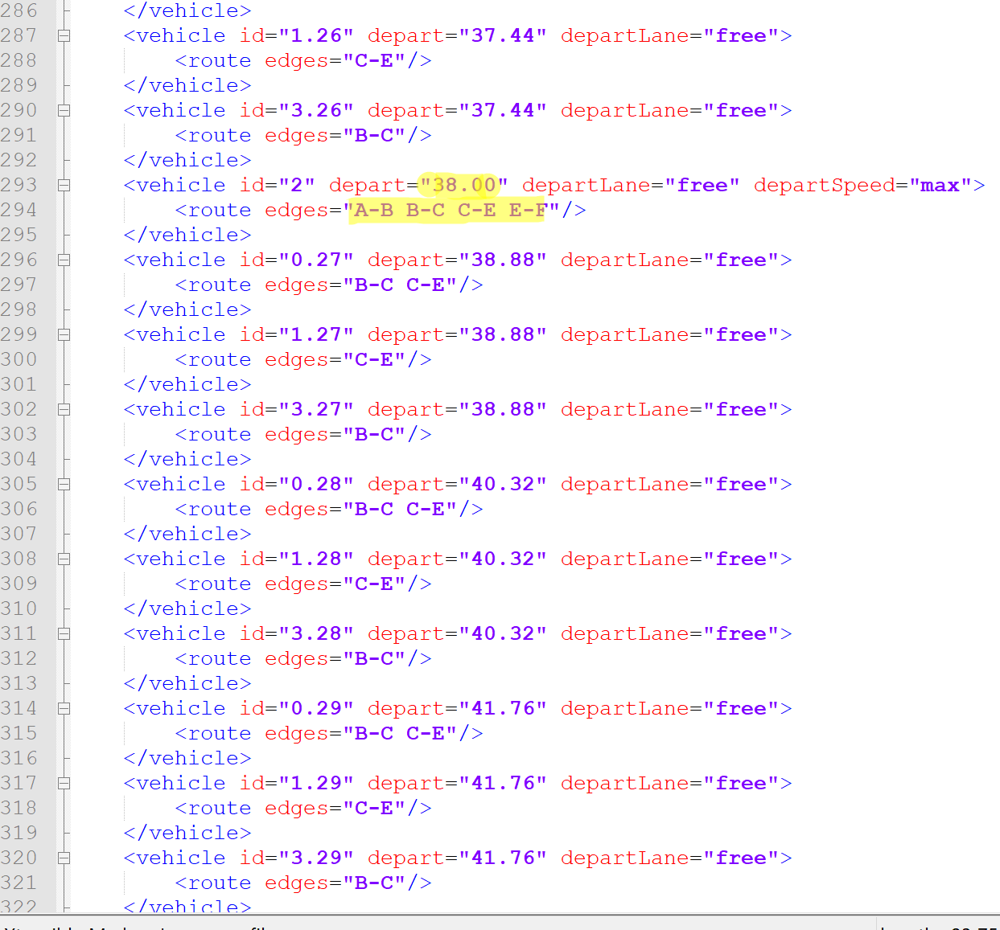 286 </vehicle>
287 <vehicle id="1.26" depart="37.44" departLane="free">
288 <route edges="C-E"/>
289 </vehicle>
290 <vehicle id="3.26" depart="37.44" departLane="free">
291 <route edges="B-C"/>
292 </vehicle>
293 <vehicle id="2" depart="38.00" departLane="free" departSpeed="max">
294 <route edges="A-B B-C C-E E-F"/>
295 </vehicle>
296 <vehicle id="0.27" depart="38.88" departLane="free">
297 <route edges="B-C C-E"/>
298 </vehicle>
299 <vehicle id="1.27" depart="38.88" departLane="free">
300 <route edges="C-E"/>
301 </vehicle>
302 <vehicle id="3.27" depart="38.88" departLane="free">
303 <route edges="B-C"/>
304 </vehicle>
305 <vehicle id="0.28" depart="40.32" departLane="free">
306 <route edges="B-C C-E"/>
307 </vehicle>
308 <vehicle id="1.28" depart="40.32" departLane="free">
309 <route edges="C-E"/>
310 </vehicle>
311 <vehicle id="3.28" depart="40.32" departLane="free">
312 <route edges="B-C"/>
313 </vehicle>
314 <vehicle id="0.29" depart="41.76" departLane="free">
315 <route edges="B-C C-E"/>
316 </vehicle>
317 <vehicle id="1.29" depart="41.76" departLane="free">
318 <route edges="C-E"/>
319 </vehicle>
320 <vehicle id="3.29" depart="41.76" departLane="free">
321 <route edges="B-C"/>
322 </vehicle>